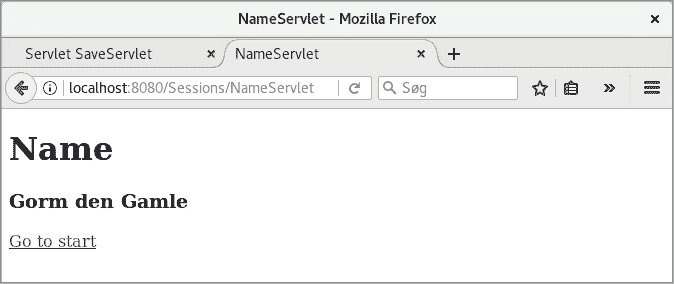 NameServlet - Mozilla Firefox
Servlet SaveServlet NameServlet
localhost:8080/Sessions/NameServlet Søg
Name
Gorm den Gamle
Go to start